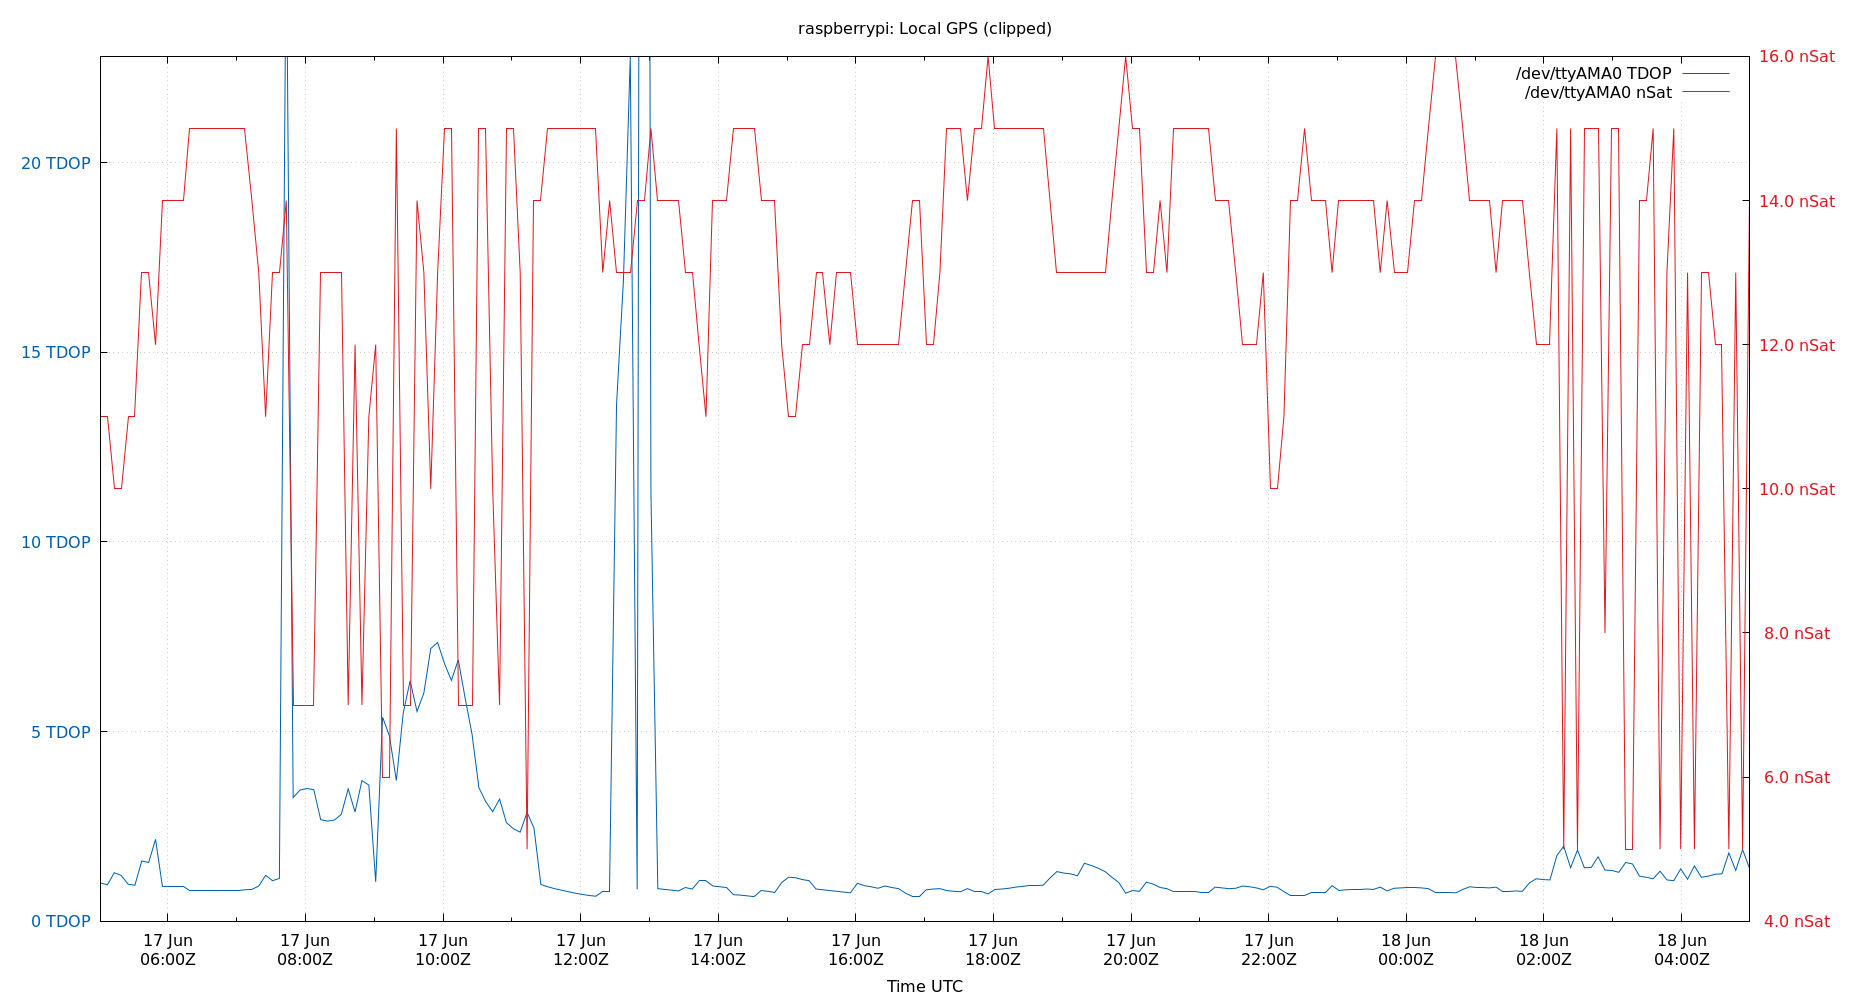 raspberrypi: Local GPS (clipped)
/dev/ttyAMA0 TDOP
/dev/ttyAMA0 nSat
20 TDOP
15 TDOP
10 TDOP
5 TDOP
0 TDOP
16.0 nSat
14.0 nSat
12.0 nSat
10.0 nSat
8.0 nSat
6.0 nSat
4.0 nSat
17 Jun 17 Jun 17 Jun 17 Jun 17 Jun 17 Jun 17 Jun 17 Jun 17 Jun 18 Jun 18 Jun 18 Jun
06:00Z 08:00Z 10:00Z 12:00Z 14:00Z 16:00Z 18:00Z 20:00Z 22:00Z 00:00Z 02:00Z 04:00Z
Time UTC